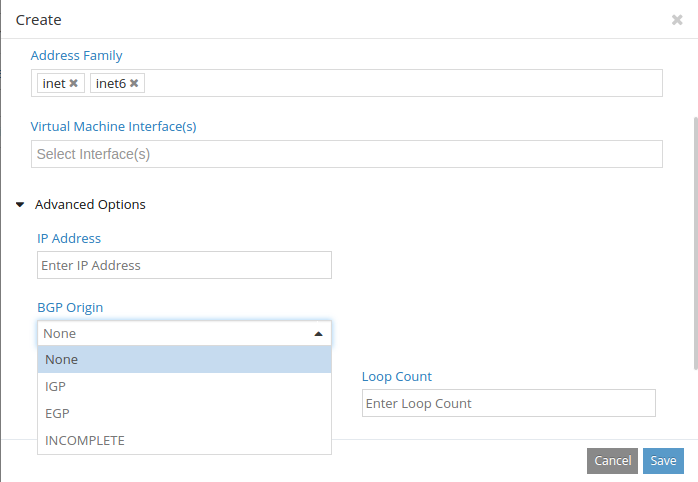 Create
Address Family
inet inet6
Virtual Machine Interface(s)
Select Interface(s)
Advanced Options
IP Address
Enter IP Address
BGP Origin
None
None
IGP
EGP
INCOMPLETE
Loop Count
Enter Loop Count
Cancel Save